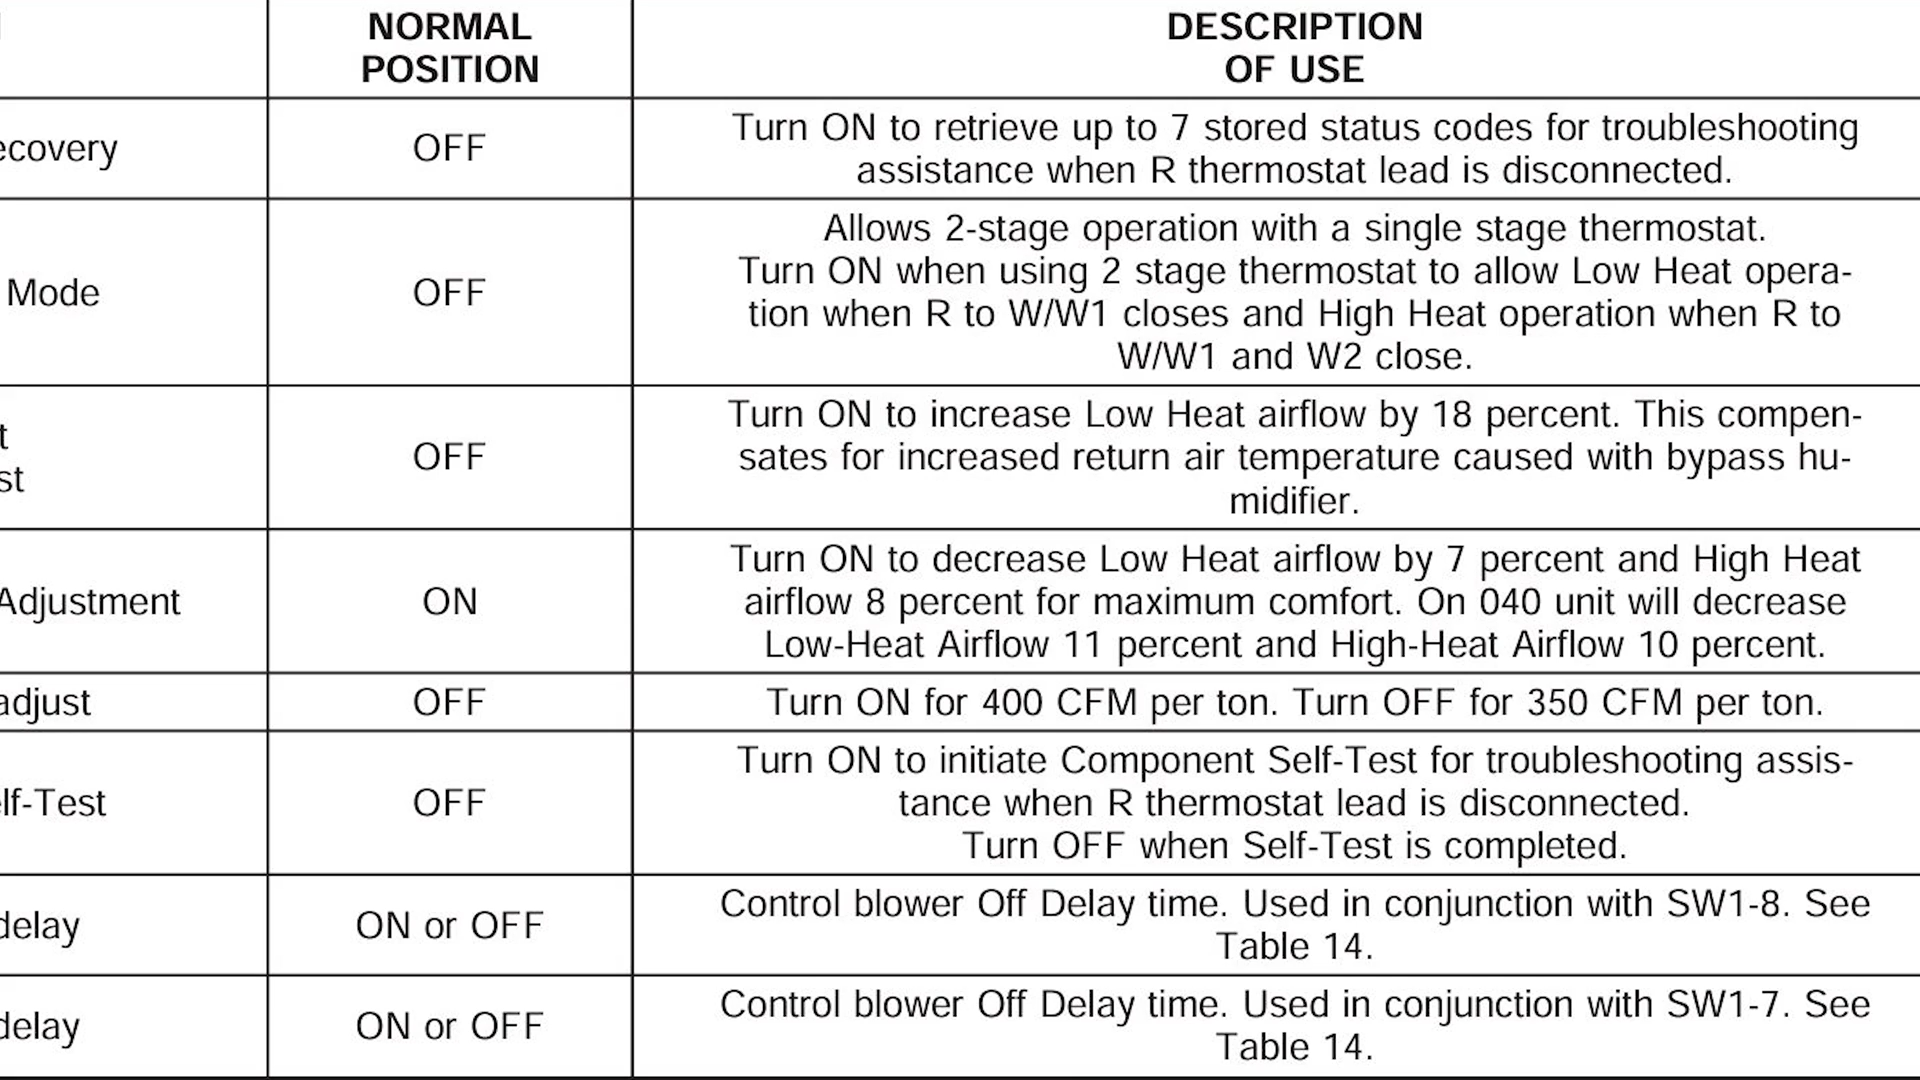 NORMAL
POSITION
DESCRIPTION
OF USE
ecovery
OFF
Turn ON to retrieve up to 7 stored status codes for troubleshooting
assistance when R thermostat lead is disconnected.
Mode
OFF
Allows 2-stage operation with a single stage thermostat.
Turn ON when using 2 stage thermostat to allow Low Heat opera-
tion when R to W/W1 closes and High Heat operation when R to
W/W1 and W2 close.
t
st
OFF
Turn ON to increase Low Heat airflow by 18 percent. This compen-
sates for increased return air temperature caused with bypass hu-
midifier.
Adjustment
ON
Turn ON to decrease Low Heat airflow by 7 percent and High Heat
airflow 8 percent for maximum comfort. On 040 unit will decrease
Low-Heat Airflow 11 percent and High-Heat Airflow 10 percent.
adjust
OFF
Turn ON for 400 CFM per ton. Turn OFF for 350 CFM per ton.
elf-Test
OFF
Turn ON to initiate Component Self-Test for troubleshooting assis-
tance when R thermostat lead is disconnected.
Turn OFF when Self-Test is completed.
delay
ON or OFF
Control blower Off Delay time. Used in conjunction with SW1-8. See
Table 14.
delay
ON or OFF
Control blower Off Delay time. Used in conjunction with SW1-7. See
Table 14.